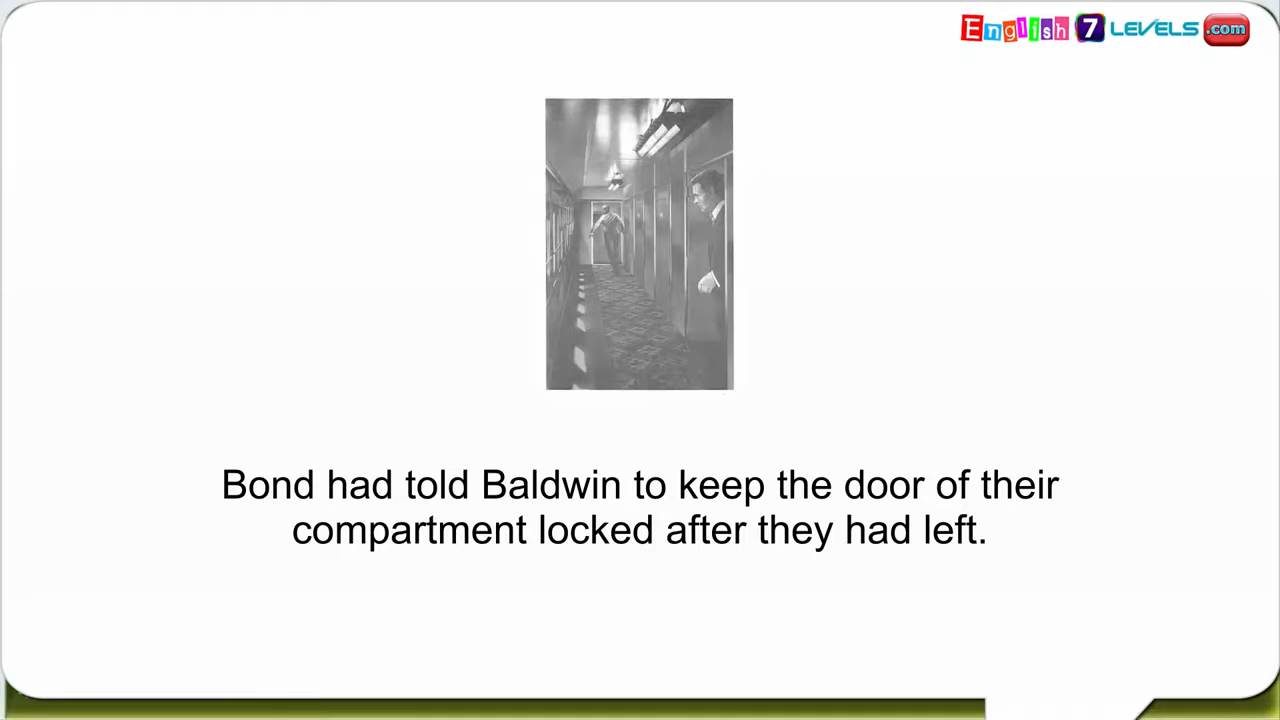 English 7 LEVELS .com
Bond had told Baldwin to keep the door of their
compartment locked after they had left.